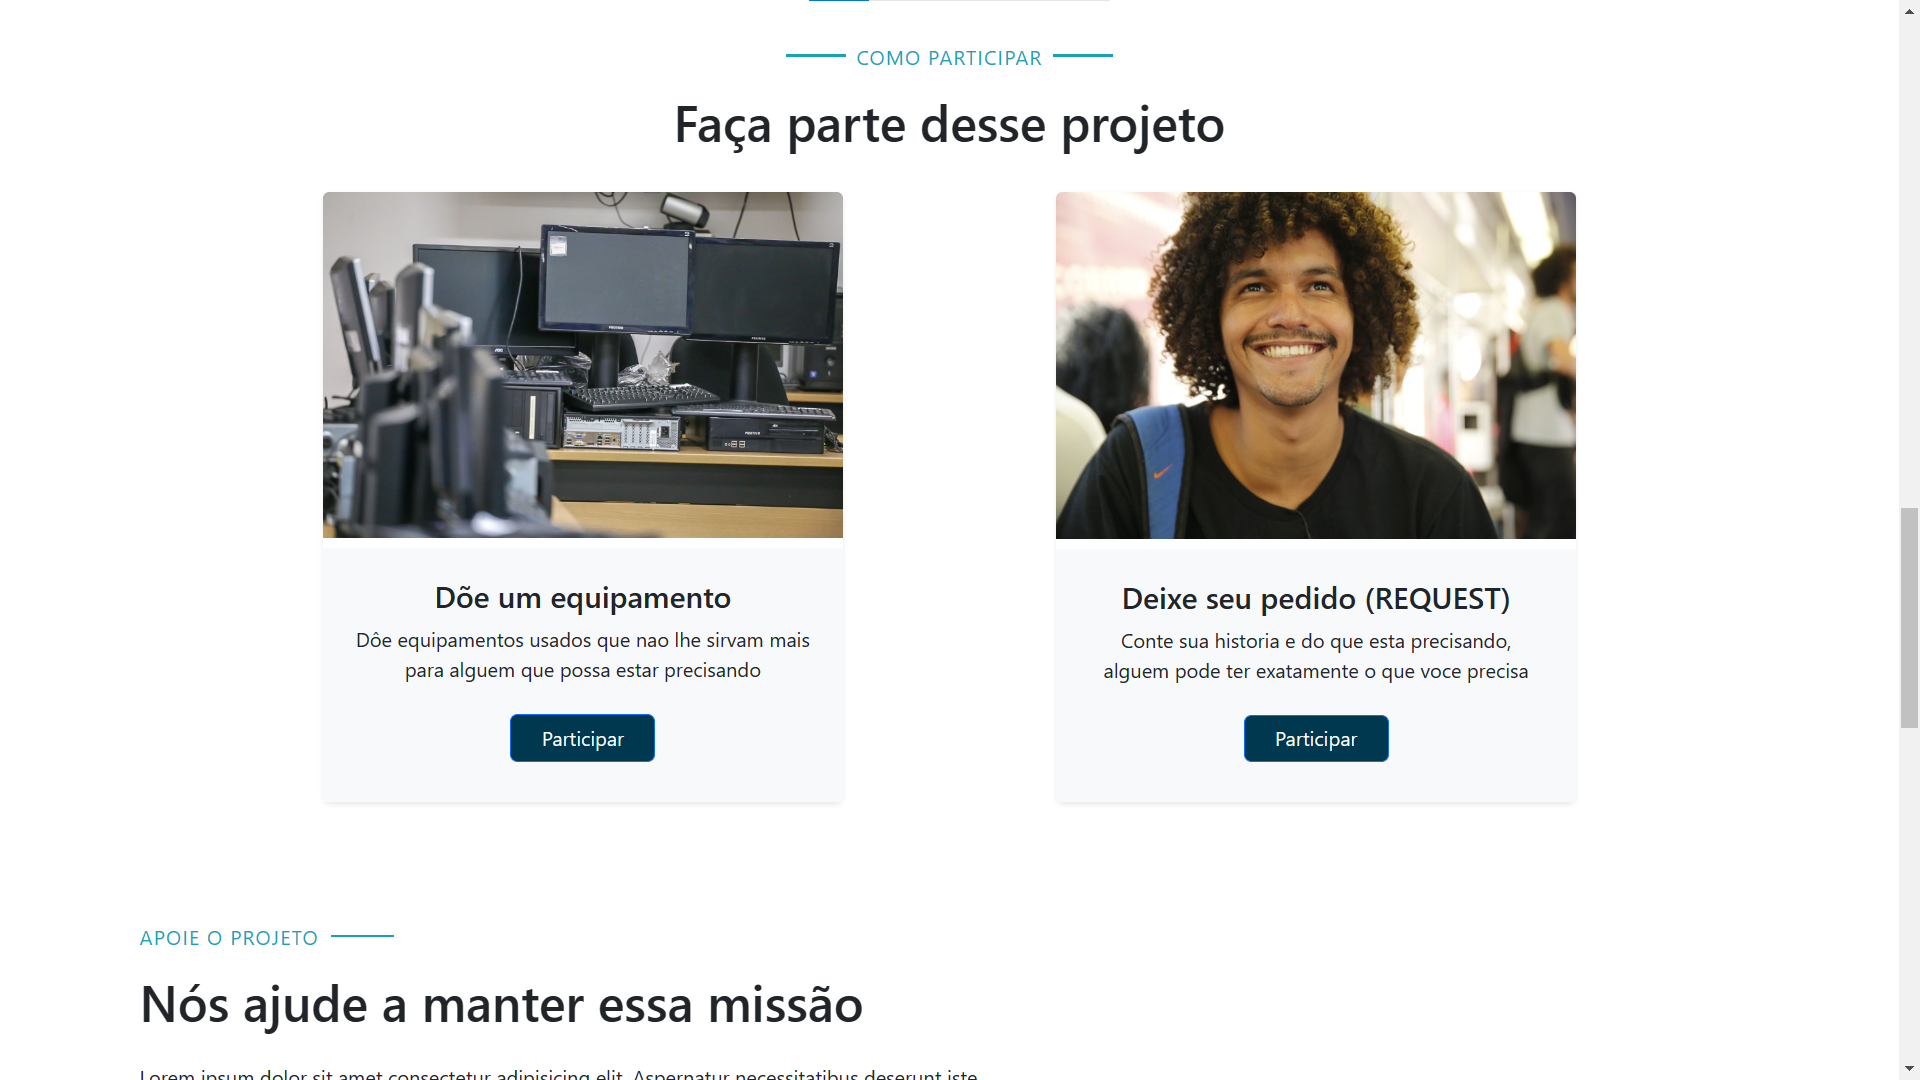 COMO PARTICIPAR
Faça parte desse projeto
Dõe um equipamento
Dôe equipamentos usados que nao lhe sirvam mais
para alguem que possa estar precisando
Participar
Deixe seu pedido (REQUEST)
Conte sua historia e do que esta precisando,
alguem pode ter exatamente o que voce precisa
Participar
APOIE O PROJETO
Nós ajude a manter essa missão
Lorem ipsum dolor sit amet consectetur adipisicing elit. Aspernatur necessitatibus deserunt iste